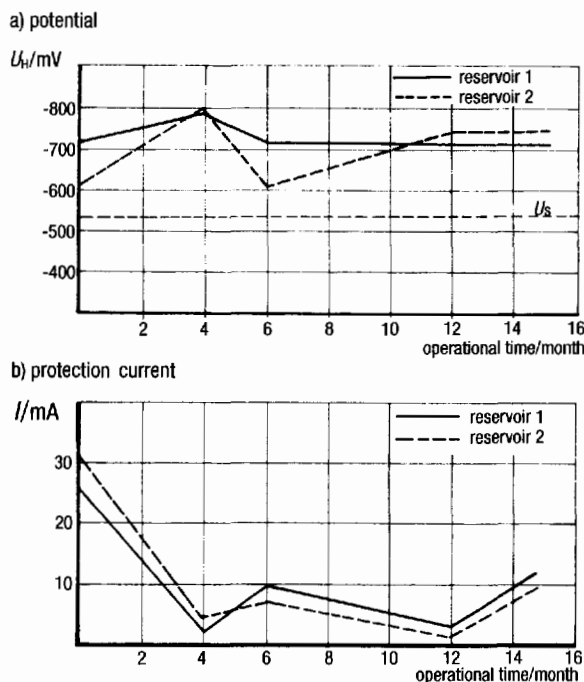 a) potential
U_H/mV
reservoir 1
reservoir 2
-800
-700
-600
U_S
-500
-400
2 4 6 8 10 12 14 16
operational time/month
b) protection current
I/mA
reservoir 1
reservoir 2
30
20
10
2 4 6 8 10 12 14 16
operational time/month